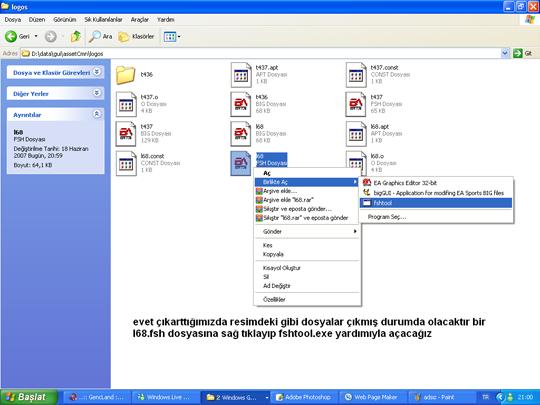 logos
Dosya Düzen Görünüm Sık Kullanılanlar Araçlar Yardım
Geri Ara Klasörler
Adres D:\data\gui\assetCmn\logos Git
Dosya ve Klasör Görevleri
Diğer Yerler
Ayrıntılar
l68
FSH Dosyası
Değiştirilme Tarihi: 18 Haziran
2007 Bugün, 20:59
Boyut: 64,1 KB
t436
t437.apt
APT Dosyası
1 KB
t437.const
CONST Dosyası
1 KB
t437.o
O Dosyası
4 KB
t436
BIG Dosyası
68 KB
t437
FSH Dosyası
65 KB
t437
BIG Dosyası
129 KB
l68
BIG Dosyası
68 KB
l68.apt
APT Dosyası
1 KB
l68.const
CONST Dosyası
1 KB
l68
FSH Dosyası
l68.o
O Dosyası
4 KB
Aç
Birlikte Aç
Arşive ekle...
Arşive ekle "l68.rar"
Sıkıştır ve eposta gönder...
Sıkıştır "l68.rar" ve eposta gönder
Gönder
Kes
Kopyala
Kısayol Oluştur
Sil
Ad Değiştir
Özellikler
EA Graphics Editor 32-bit
bigGUI - Application for modifing EA Sports BIG files
fshtool
Program Seç...
evet çıkarttığımızda resimdeki gibi dosyalar çıkmış durumda olacaktır bir
l68.fsh dosyasına sağ tıklayıp fshtool.exe yardımıyla açacağız
Başlat ... :: GencLand :... Windows Live ... 2 Windows G... Adobe Photoshop Web Page Maker adsız - Paint TR 21:00